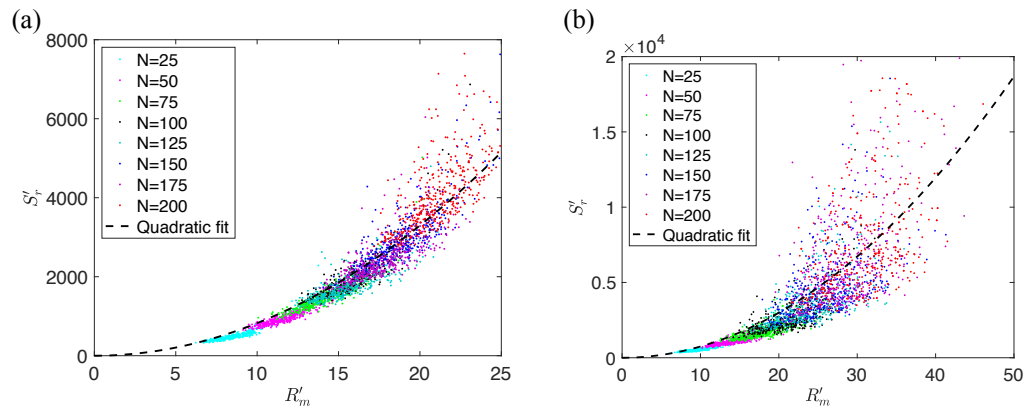 (a)
8000
6000
4000
2000
0
S′r
0 5 10 15 20 25
R′m
N=25
N=50
N=75
N=100
N=125
N=150
N=175
N=200
Quadratic fit
(b)
×10⁴
2
1.5
1
0.5
0
S′r
0 10 20 30 40 50
R′m
N=25
N=50
N=75
N=100
N=125
N=150
N=175
N=200
Quadratic fit